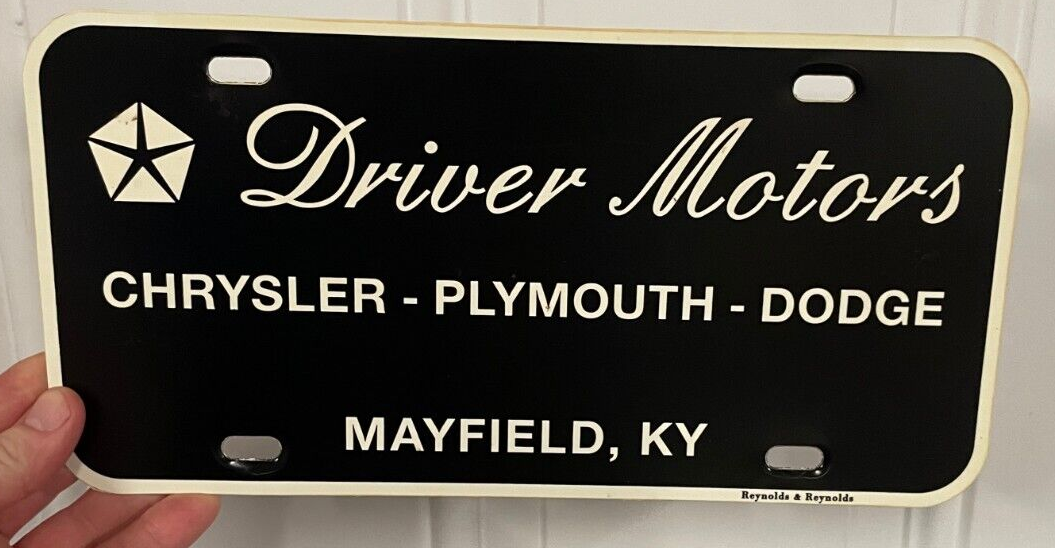 Driver Motors
CHRYSLER - PLYMOUTH - DODGE
MAYFIELD, KY
Reynolds & Reynolds